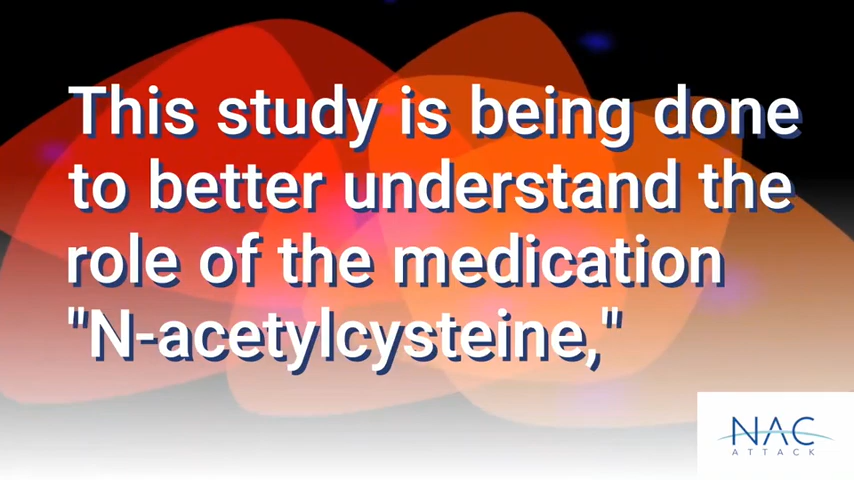 This study is being done
to better understand the
role of the medication
"N-acetylcysteine,"
NAC
ATTACK